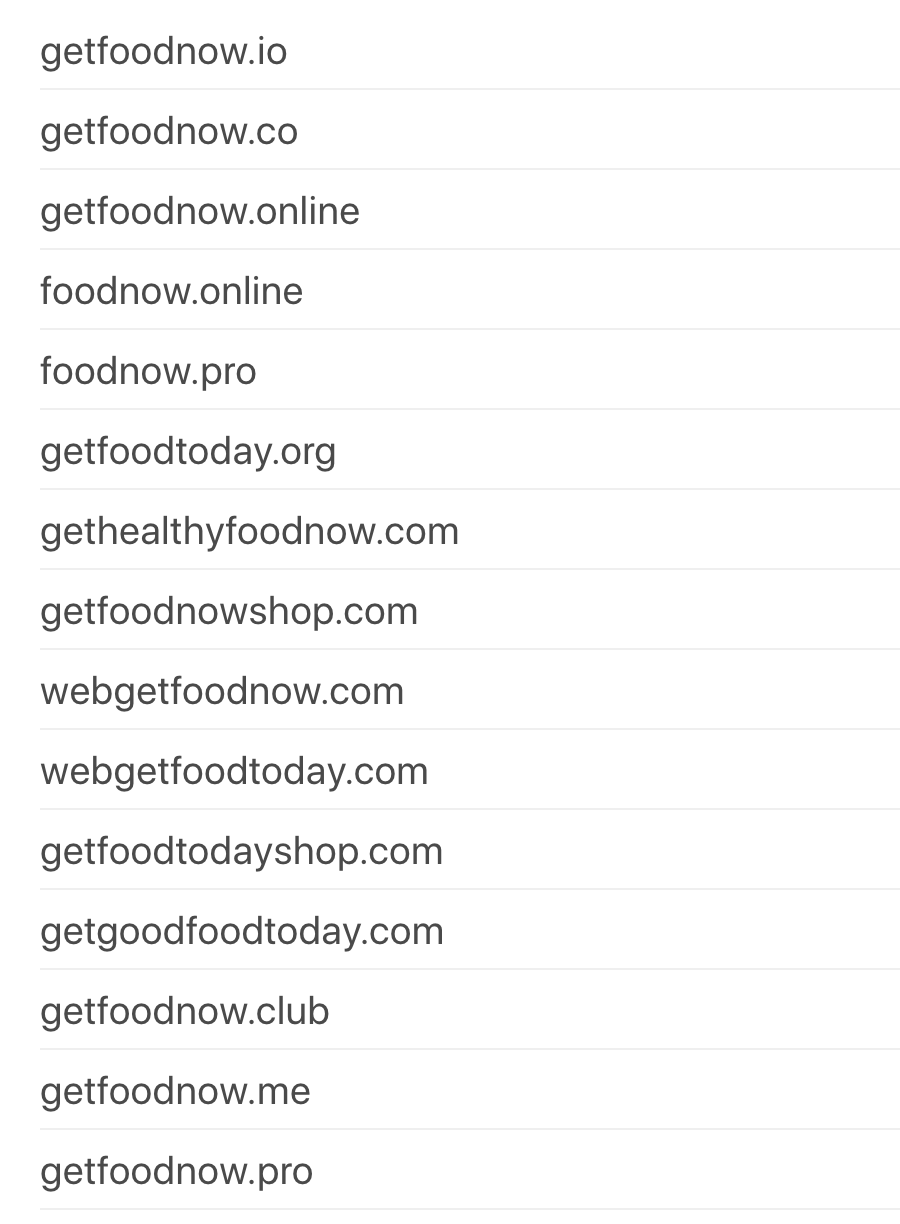 getfoodnow.io
getfoodnow.co
getfoodnow.online
foodnow.online
foodnow.pro
getfoodtoday.org
gethealthyfoodnow.com
getfoodnowshop.com
webgetfoodnow.com
webgetfoodtoday.com
getfoodtodayshop.com
getgoodfoodtoday.com
getfoodnow.club
getfoodnow.me
getfoodnow.pro